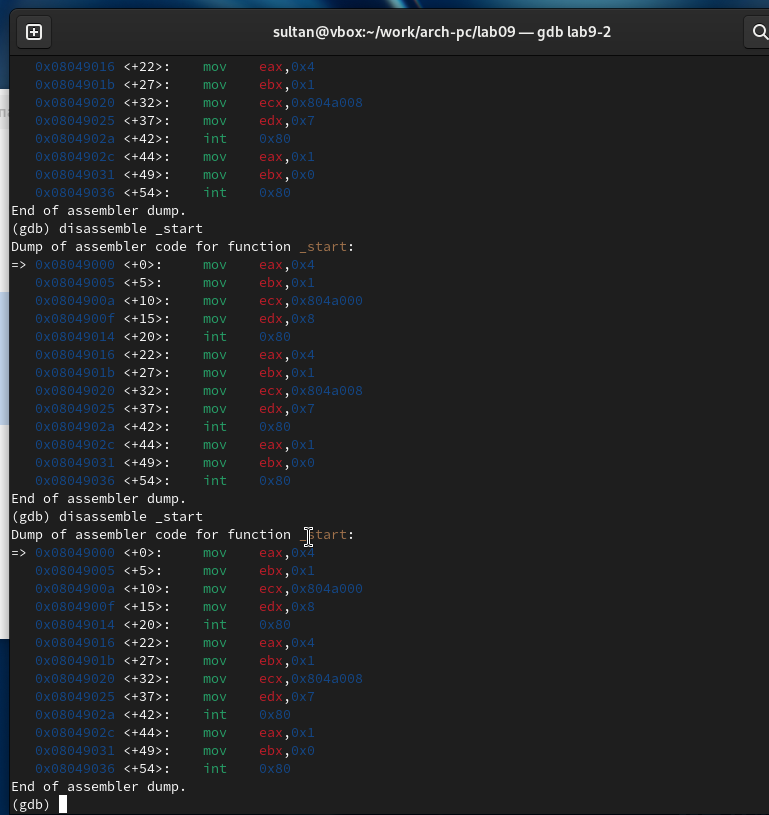 sultan@vbox:~/work/arch-pc/lab09 — gdb lab9-2
0x08049016 <+22>: mov eax,0x4
0x0804901b <+27>: mov ebx,0x1
0x08049020 <+32>: mov ecx,0x804a008
0x08049025 <+37>: mov edx,0x7
0x0804902a <+42>: int 0x80
0x0804902c <+44>: mov eax,0x1
0x08049031 <+49>: mov ebx,0x0
0x08049036 <+54>: int 0x80
End of assembler dump.
(gdb) disassemble _start
Dump of assembler code for function _start:
=> 0x08049000 <+0>: mov eax,0x4
0x08049005 <+5>: mov ebx,0x1
0x0804900a <+10>: mov ecx,0x804a000
0x0804900f <+15>: mov edx,0x8
0x08049014 <+20>: int 0x80
0x08049016 <+22>: mov eax,0x4
0x0804901b <+27>: mov ebx,0x1
0x08049020 <+32>: mov ecx,0x804a008
0x08049025 <+37>: mov edx,0x7
0x0804902a <+42>: int 0x80
0x0804902c <+44>: mov eax,0x1
0x08049031 <+49>: mov ebx,0x0
0x08049036 <+54>: int 0x80
End of assembler dump.
(gdb) disassemble _start
Dump of assembler code for function _start:
=> 0x08049000 <+0>: mov eax,0x4
0x08049005 <+5>: mov ebx,0x1
0x0804900a <+10>: mov ecx,0x804a000
0x0804900f <+15>: mov edx,0x8
0x08049014 <+20>: int 0x80
0x08049016 <+22>: mov eax,0x4
0x0804901b <+27>: mov ebx,0x1
0x08049020 <+32>: mov ecx,0x804a008
0x08049025 <+37>: mov edx,0x7
0x0804902a <+42>: int 0x80
0x0804902c <+44>: mov eax,0x1
0x08049031 <+49>: mov ebx,0x0
0x08049036 <+54>: int 0x80
End of assembler dump.
(gdb)